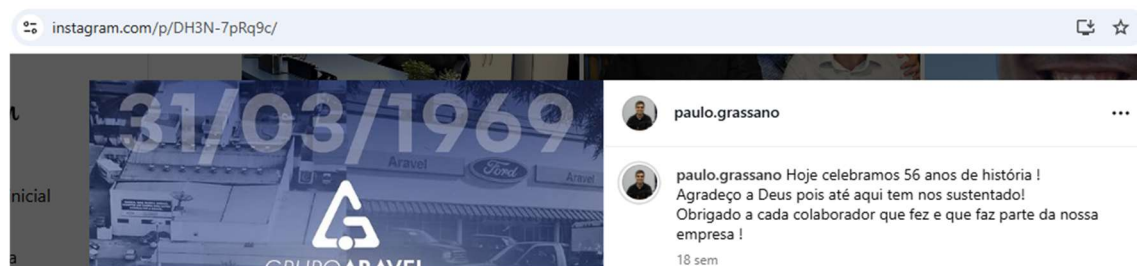 instagram.com/p/DH3N-7pRq9c/
31/03/1969
Aravel
Ford
Aravel
GRUPO ARAVEL
nicial
a
paulo.grassano
paulo.grassano Hoje celebramos 56 anos de história !
Agradeço a Deus pois até aqui tem nos sustentado!
Obrigado a cada colaborador que fez e que faz parte da nossa
empresa !
18 sem